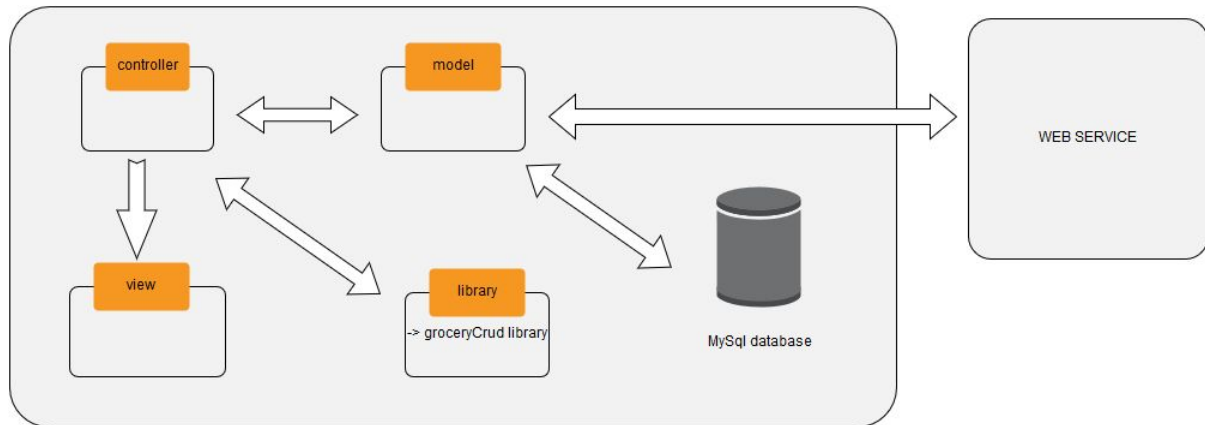 controller
model
WEB SERVICE
view
library
-> groceryCrud library
MySql database